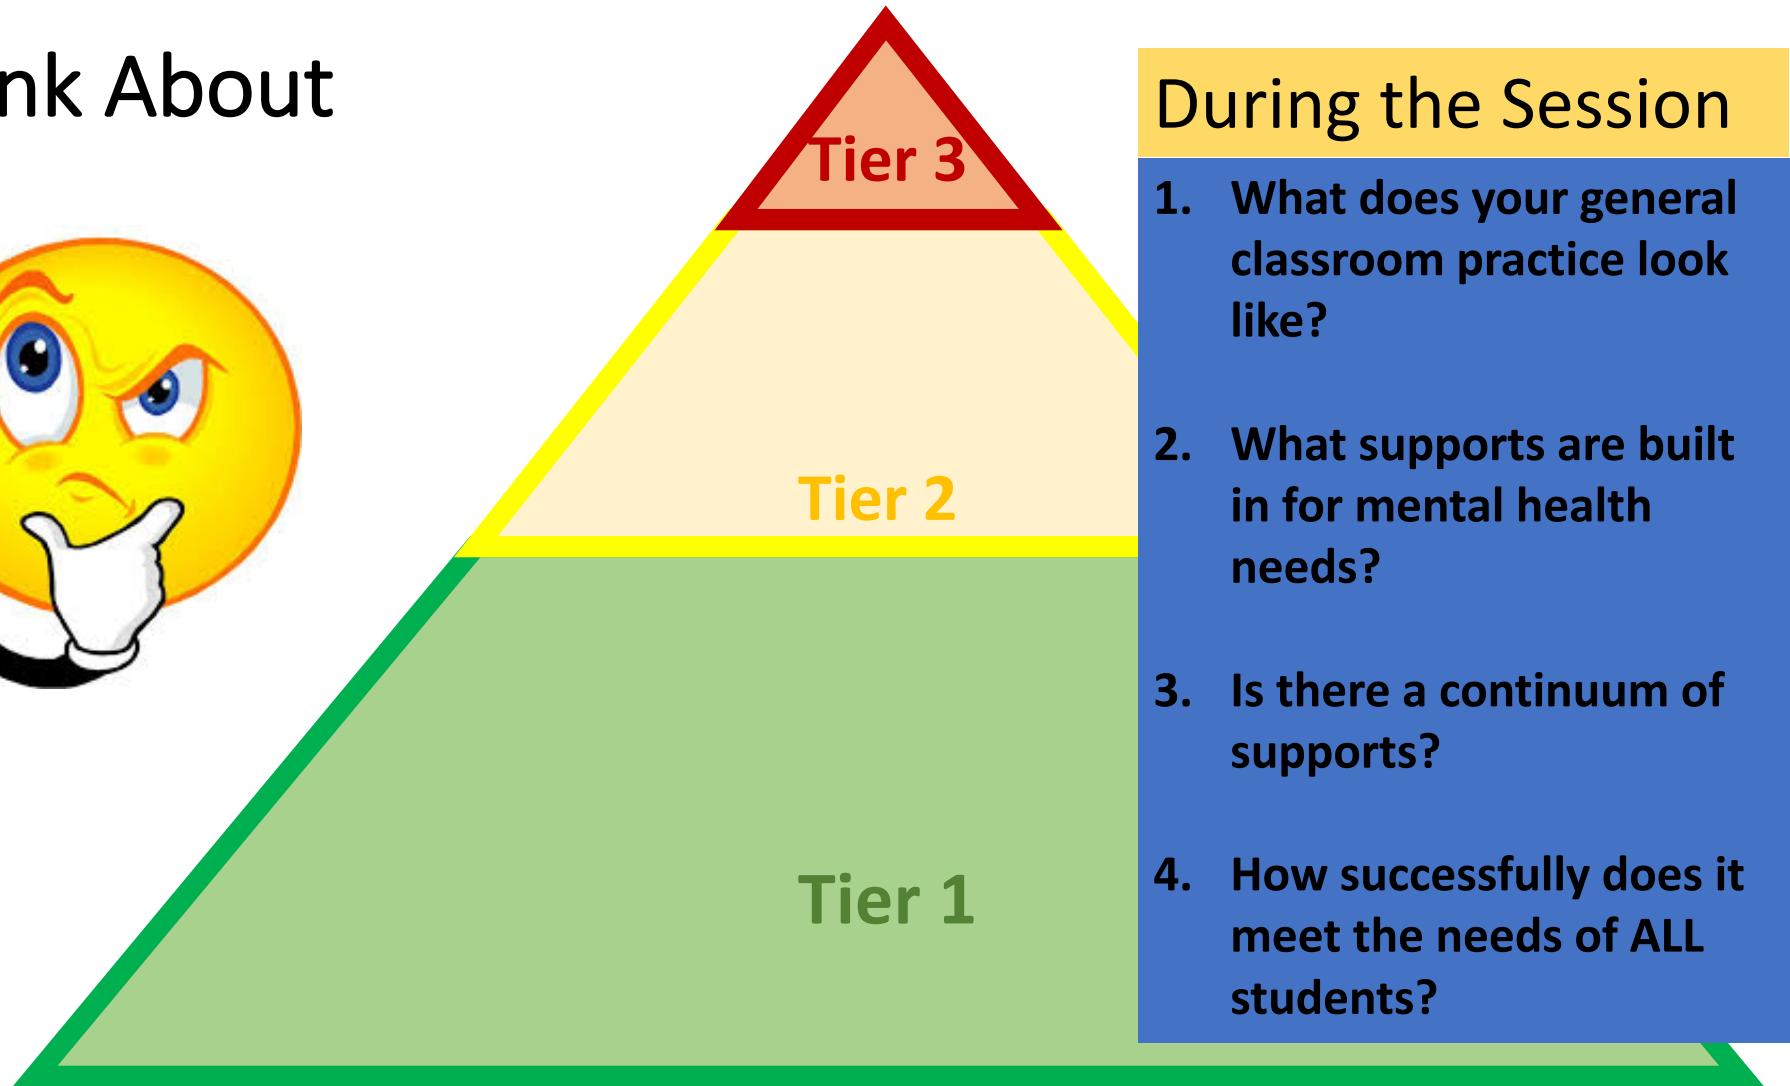 nk About
Tier 3
Tier 2
Tier 1
During the Session
1. What does your general
classroom practice look
like?
2. What supports are built
in for mental health
needs?
3. Is there a continuum of
supports?
4. How successfully does it
meet the needs of ALL
students?